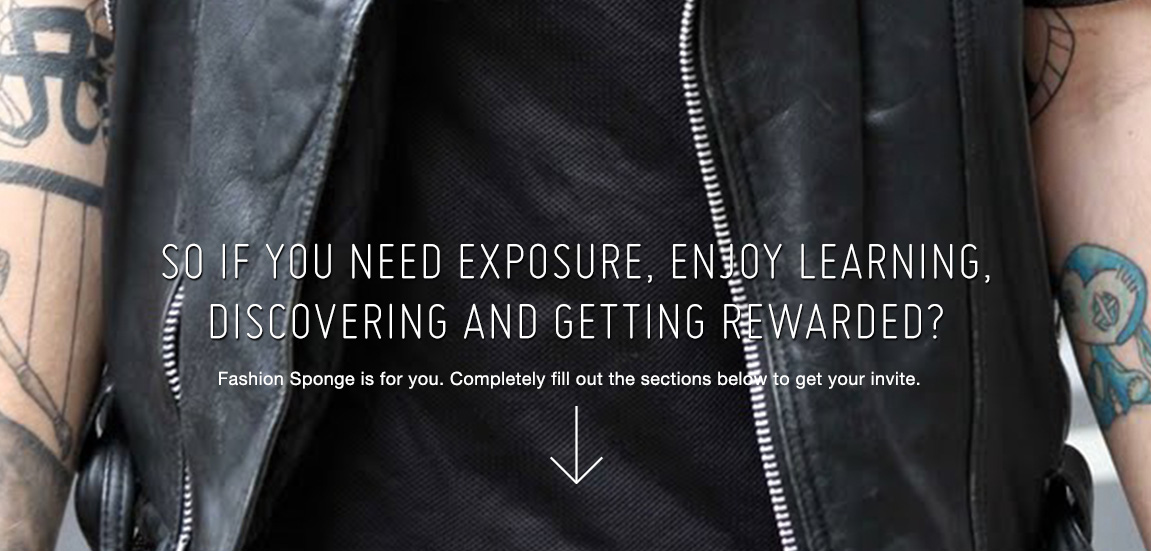 SO IF YOU NEED EXPOSURE, ENJOY LEARNING,
DISCOVERING AND GETTING REWARDED?
Fashion Sponge is for you. Completely fill out the sections below to get your invite.